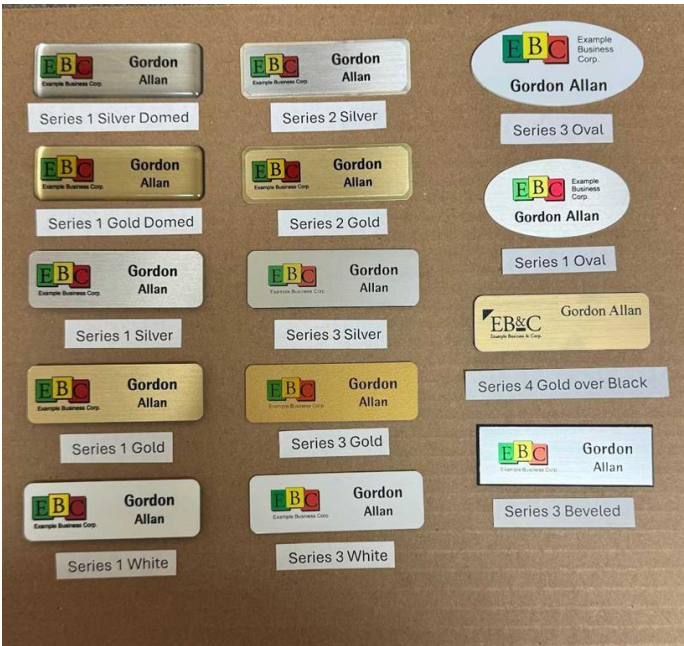 EBC
Example Business Corp.
Gordon
Allan
Series 1 Silver Domed
EBC
Example Business Corp.
Gordon
Allan
Series 1 Gold Domed
EBC
Example Business Corp.
Gordon
Allan
Series 1 Silver
EBC
Example Business Corp.
Gordon
Allan
Series 1 Gold
EBC
Example Business Corp.
Gordon
Allan
Series 1 White
EBC
Example Business Corp.
Gordon
Allan
Series 2 Silver
EBC
Example Business Corp.
Gordon
Allan
Series 2 Gold
EBC
Example Business Corp.
Gordon
Allan
Series 3 Silver
EBC
Example Business Corp.
Gordon
Allan
Series 3 Gold
EBC
Example Business Corp.
Gordon
Allan
Series 3 White
EBC
Example
Business
Corp.
Gordon Allan
Series 3 Oval
EBC
Example
Business
Corp.
Gordon Allan
Series 1 Oval
EB&C
Example Business & Corp.
Gordon Allan
Series 4 Gold over Black
EBC
Example Business Corp.
Gordon
Allan
Series 3 Beveled